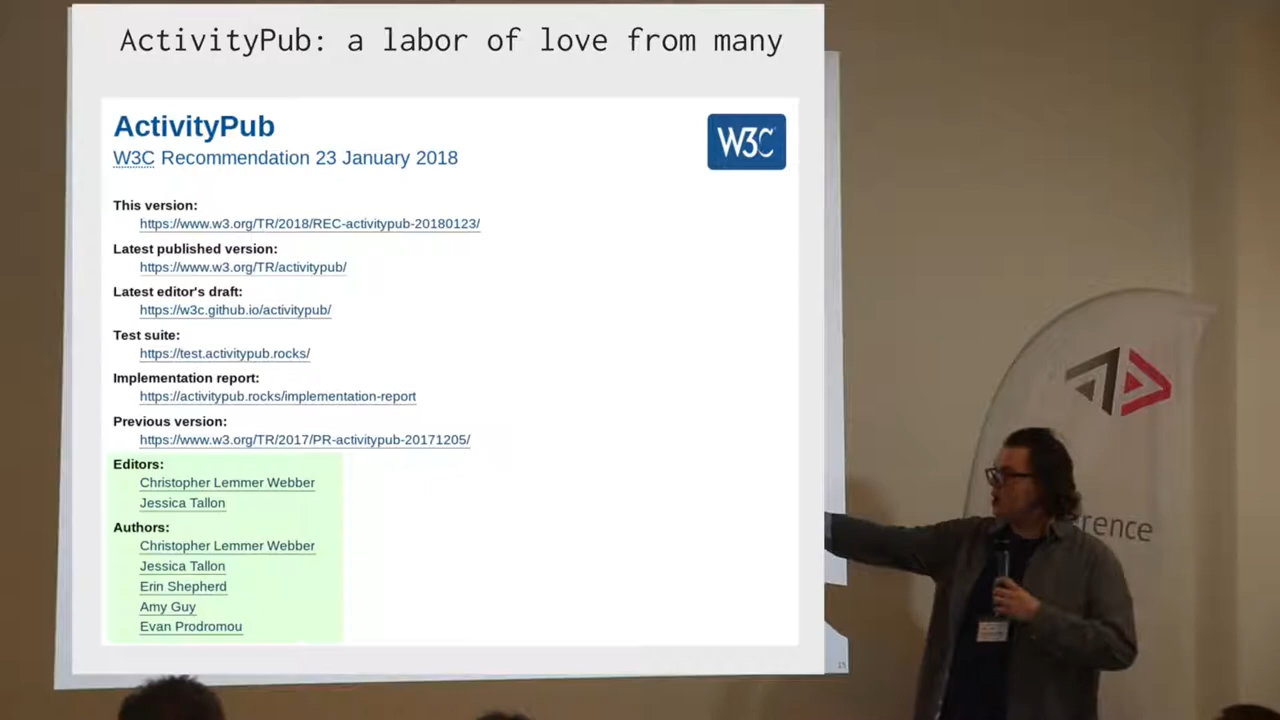 ActivityPub: a labor of love from many
ActivityPub
W3C
W3C Recommendation 23 January 2018
This version:
https://www.w3.org/TR/2018/REC-activitypub-20180123/
Latest published version:
https://www.w3.org/TR/activitypub/
Latest editor's draft:
https://w3c.github.io/activitypub/
Test suite:
https://test.activitypub.rocks/
Implementation report:
https://activitypub.rocks/implementation-report
Previous version:
https://www.w3.org/TR/2017/PR-activitypub-20171205/
Editors:
Christopher Lemmer Webber
Jessica Tallon
Authors:
Christopher Lemmer Webber
Jessica Tallon
Erin Shepherd
Amy Guy
Evan Prodromou
15
rence